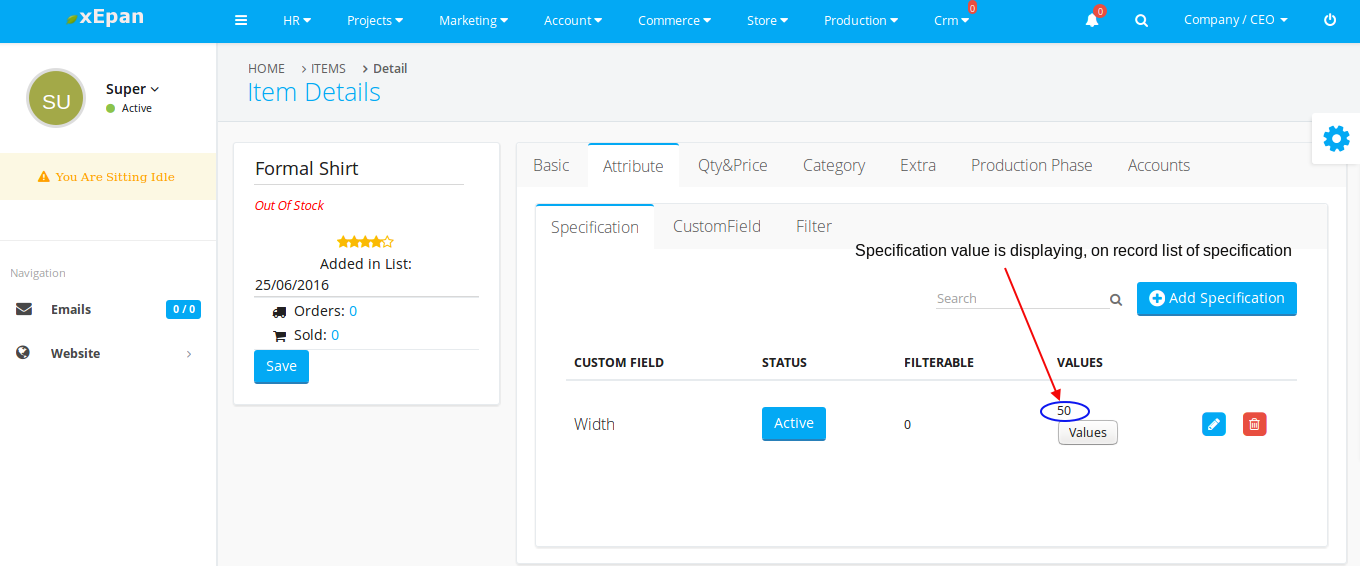 xEpan
HR
Projects
Marketing
Account
Commerce
Store
Production
Crm
0
0
Company / CEO
SU
Super
Active
You Are Sitting Idle
Navigation
Emails
0 / 0
Website
HOME
ITEMS
Detail
Item Details
Formal Shirt
Out Of Stock
Added in List:
25/06/2016
Orders: 0
Sold: 0
Save
Basic
Attribute
Qty&Price
Category
Extra
Production Phase
Accounts
Specification
CustomField
Filter
Specification value is displaying, on record list of specification
Search
Add Specification
CUSTOM FIELD
STATUS
FILTERABLE
VALUES
Width
Active
0
50
Values